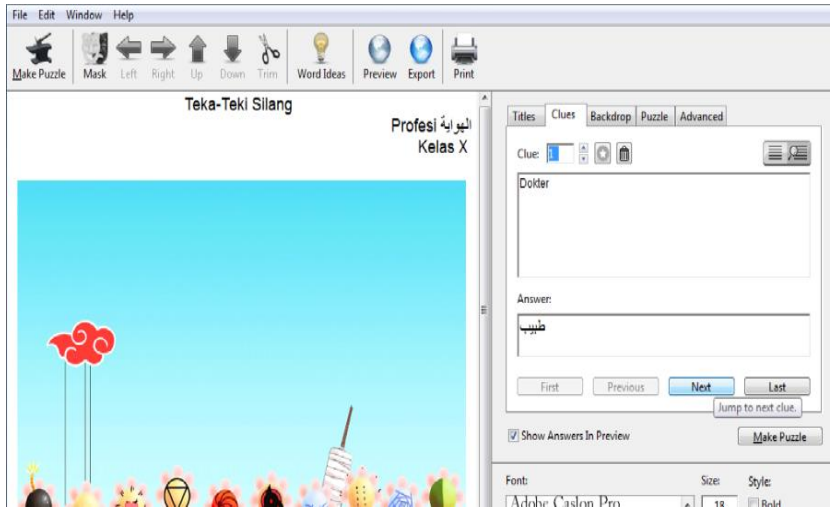 File Edit Window Help
Make Puzzle Mask Left Right Up Down Trim Word Ideas Preview Export Print
Teka-Teki Silang
Profesi الهواية
Kelas X
Titles Clues Backdrop Puzzle Advanced
Clue: 1
Dokter
Answer:
طبيب
First Previous Next Last
Jump to next clue.
Show Answers In Preview Make Puzzle
Font: Size: Style:
Adobe Caslon Pro 18 Bold